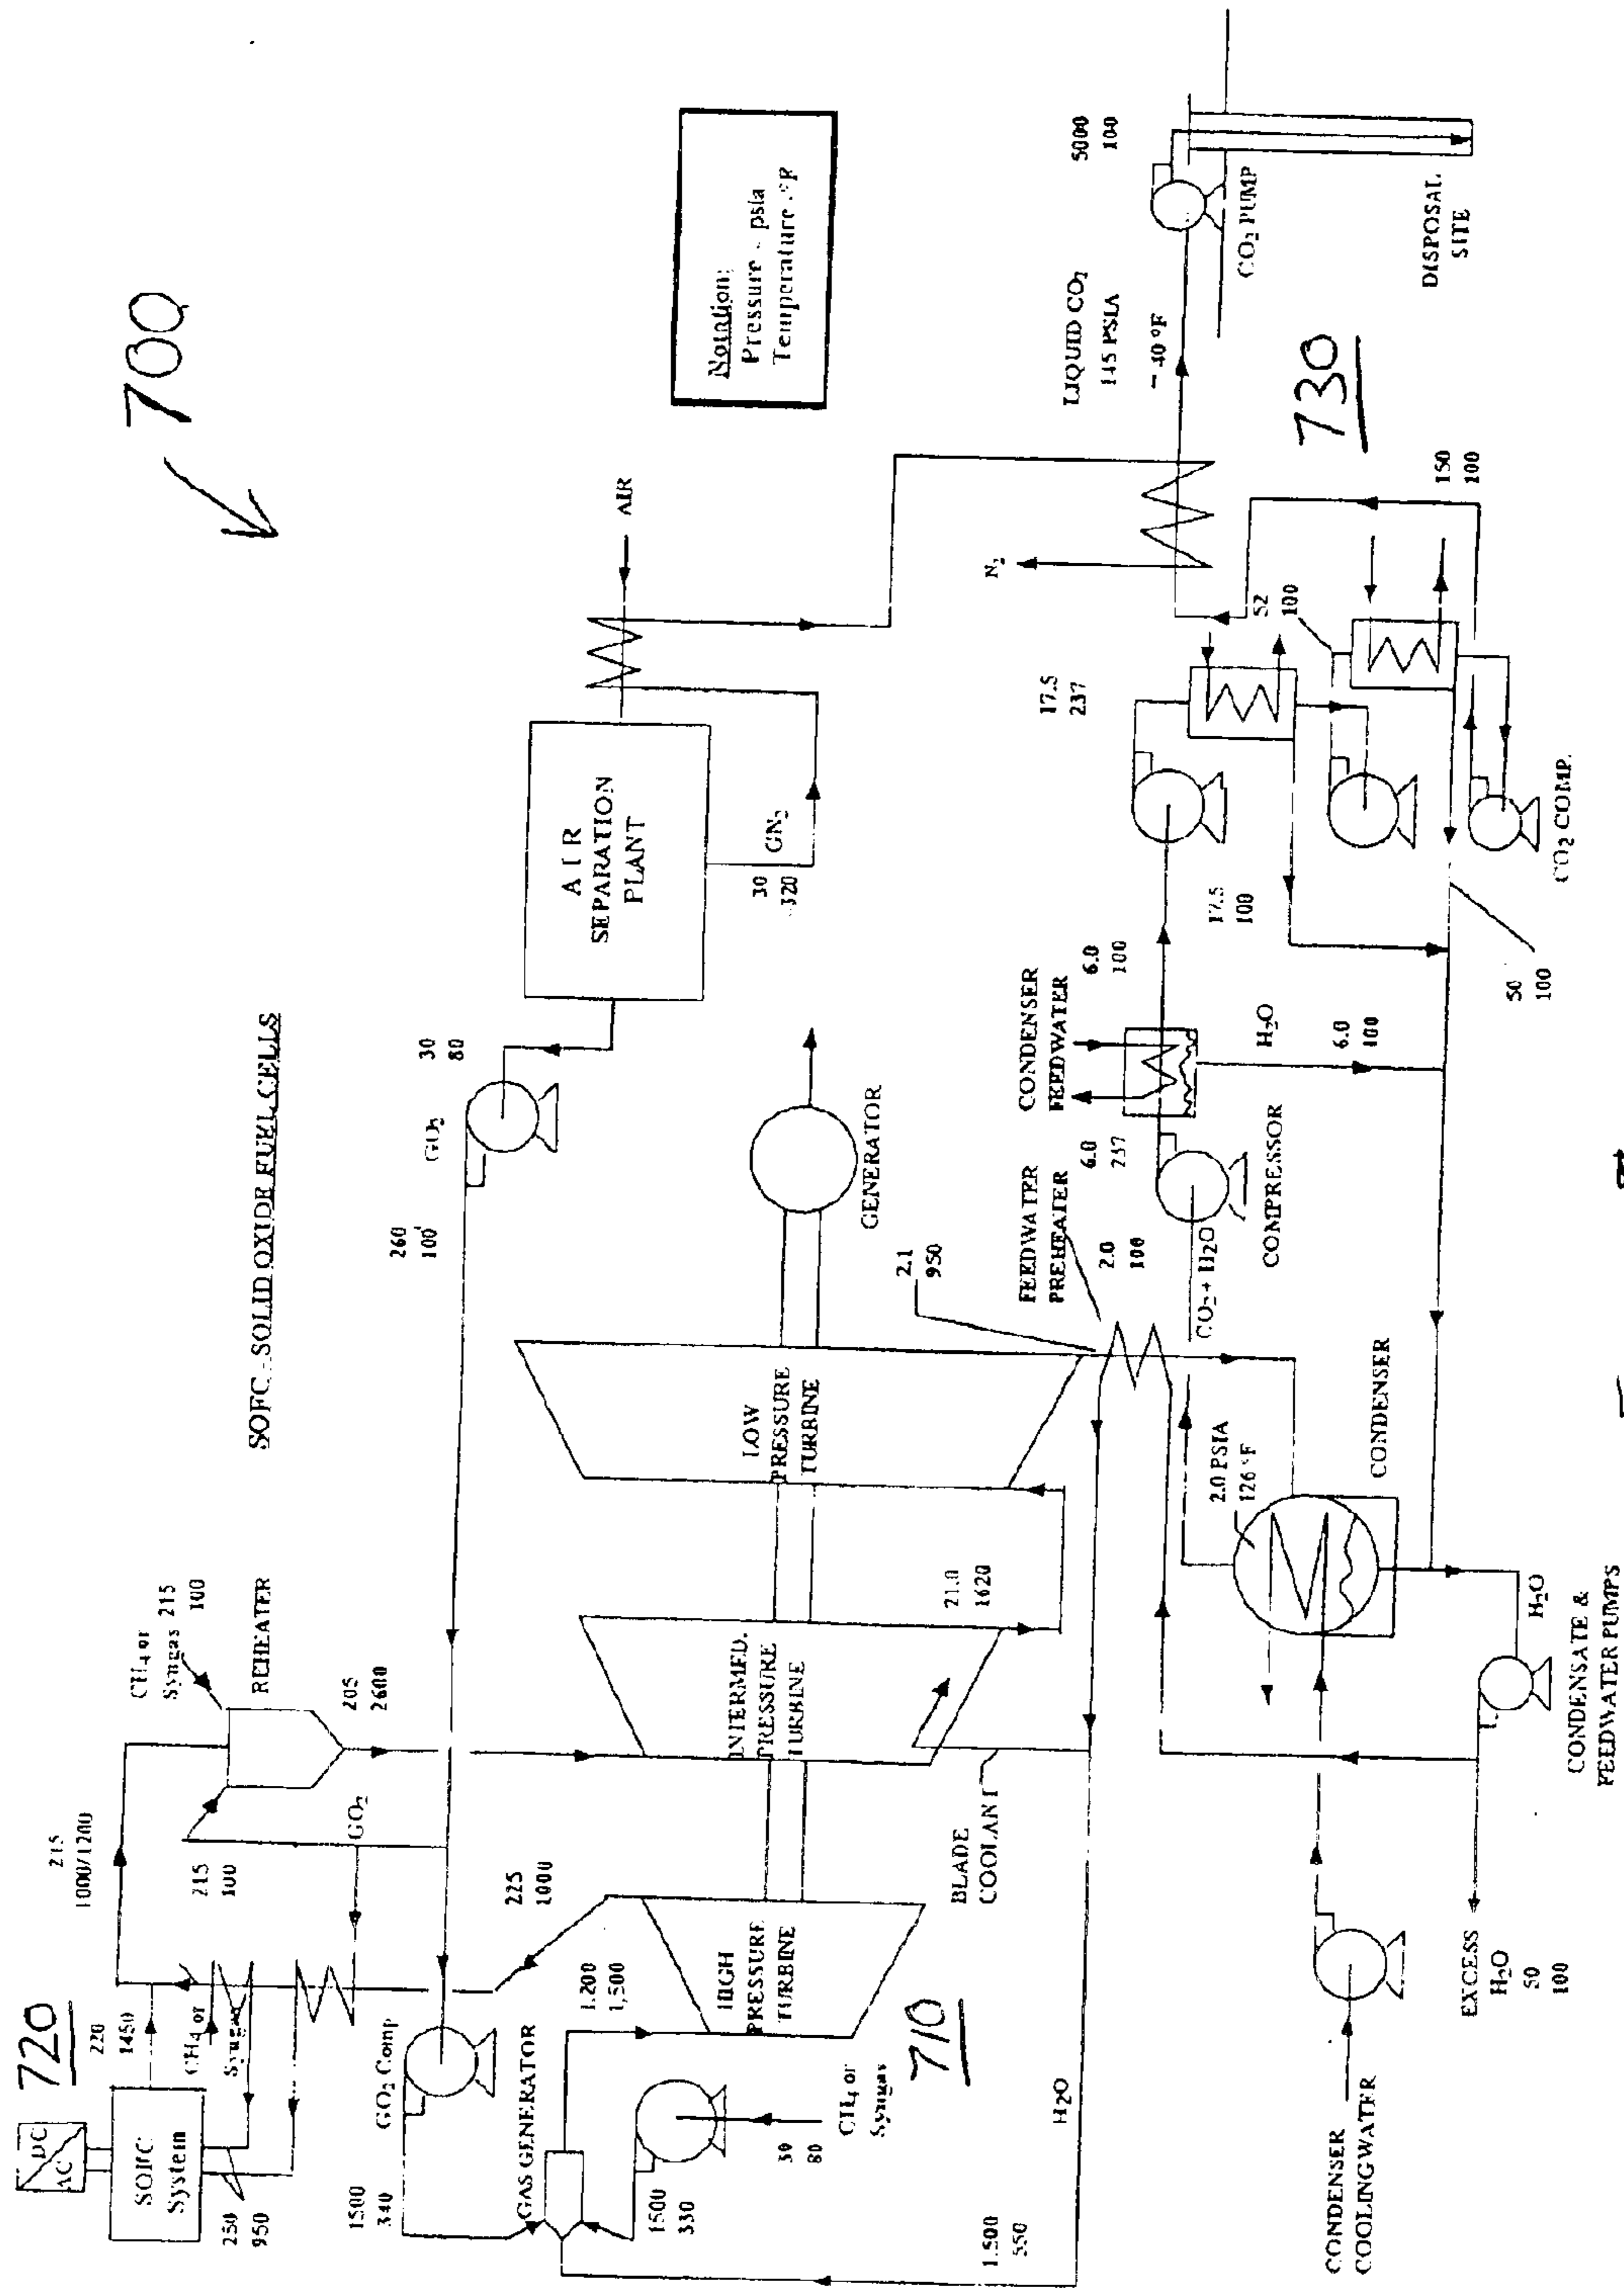 700
SOFC - SOLID OXIDE FUEL CELLS
Notation:
Pressure - psia
Temperature - °F
720
DC
AC
SOFC
System
250
950
220
1450
CH₄ or
Syngas
215
1000/1200
CH₄ or
Syngas
215
100
REHEATER
205
2600
215
100
GO₂
1500
340
GO₂ Comp
225
1000
260
100
GO₂
30
80
AIR
SEPARATION
PLANT
AIR
30
-320
GN₂
GAS GENERATOR
1,200
1,500
1500
330
30
80
CH₄ or
Syngas
HIGH
PRESSURE
TURBINE
710
INTERMED.
PRESSURE
TURBINE
21.0
1620
LOW
PRESSURE
TURBINE
GENERATOR
BLADE
COOLANT
2.1
950
FEEDWATER
PREHEATER
2.0
100
1,500
550
H₂O
CO₂ + H₂O
6.0
237
COMPRESSOR
CONDENSER
FEEDWATER
6.0
100
H₂O
6.0
100
17.5
237
17.5
100
N₂
LIQUID CO₂
145 PSIA
- 40 °F
5000
100
CO₂ PUMP
DISPOSAL
SITE
52
100
150
100
730
CO₂ COMP.
50
100
2.0 PSIA
126 °F
CONDENSER
H₂O
CONDENSATE &
FEEDWATER PUMPS
EXCESS
H₂O
50
100
CONDENSER
COOLING WATER